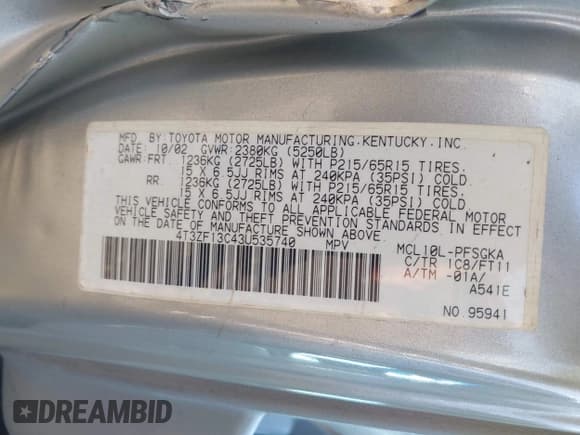 MFD. BY:TOYOTA MOTOR MANUFACTURING.KENTUCKY.INC.
DATE: 10/02 GVWR:2380KG (5250LB)
GAWR:FRT. 1236KG (2725LB) WITH P215/65R15 TIRES.
15 X 6.5JJ RIMS AT 240KPA (35PSI) COLD
RR 1236KG (2725LB) WITH P215/65R15 TIRES.
15 X 6.5JJ RIMS AT 240KPA (35PSI) COLD
THIS VEHICLE CONFORMS TO ALL APPLICABLE FEDERAL MOTOR
VEHICLE SAFETY AND THEFT PREVENTION STANDARDS IN EFFECT
ON THE DATE OF MANUFACTURE SHOWN ABOVE
4T3ZF13C43U535740 MPV
MCL10L-PFSGKA
C/TR 1C8/FT11
A/TM -01A/
A541E
NO.95941
DREAMBID